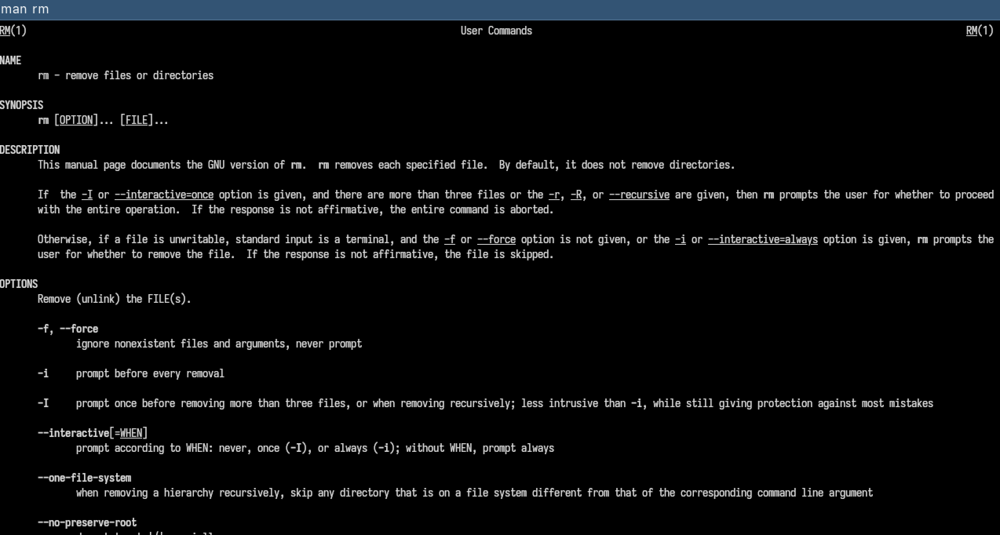 man rm
RM(1) User Commands RM(1)
NAME
rm - remove files or directories
SYNOPSIS
rm [OPTION]... [FILE]...
DESCRIPTION
This manual page documents the GNU version of rm. rm removes each specified file. By default, it does not remove directories.
If the -I or --interactive=once option is given, and there are more than three files or the -r, -R, or --recursive are given, then rm prompts the user for whether to proceed
with the entire operation. If the response is not affirmative, the entire command is aborted.
Otherwise, if a file is unwritable, standard input is a terminal, and the -f or --force option is not given, or the -i or --interactive=always option is given, rm prompts the
user for whether to remove the file. If the response is not affirmative, the file is skipped.
OPTIONS
Remove (unlink) the FILE(s).
-f, --force
ignore nonexistent files and arguments, never prompt
-i prompt before every removal
-I prompt once before removing more than three files, or when removing recursively; less intrusive than -i, while still giving protection against most mistakes
--interactive[=WHEN]
prompt according to WHEN: never, once (-I), or always (-i); without WHEN, prompt always
--one-file-system
when removing a hierarchy recursively, skip any directory that is on a file system different from that of the corresponding command line argument
--no-preserve-root